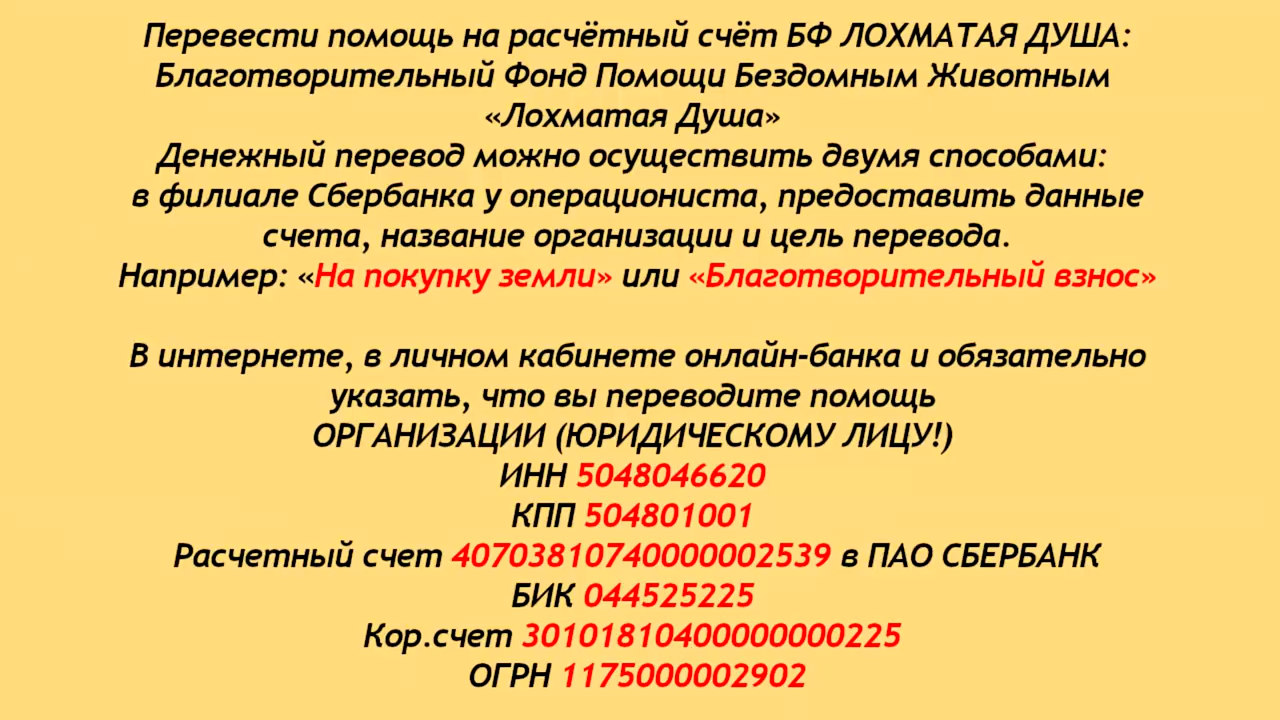 Перевести помощь на расчётный счёт БФ ЛОХМАТАЯ ДУША:
Благотворительный Фонд Помощи Бездомным Животным
«Лохматая Душа»
Денежный перевод можно осуществить двумя способами:
в филиале Сбербанка у операциониста, предоставить данные
счета, название организации и цель перевода.
Например: «На покупку земли» или «Благотворительный взнос»
В интернете, в личном кабинете онлайн-банка и обязательно
указать, что вы переводите помощь
ОРГАНИЗАЦИИ (ЮРИДИЧЕСКОМУ ЛИЦУ!)
ИНН 5048046620
КПП 504801001
Расчетный счет 40703810740000002539 в ПАО СБЕРБАНК
БИК 044525225
Кор.счет 30101810400000000225
ОГРН 1175000002902